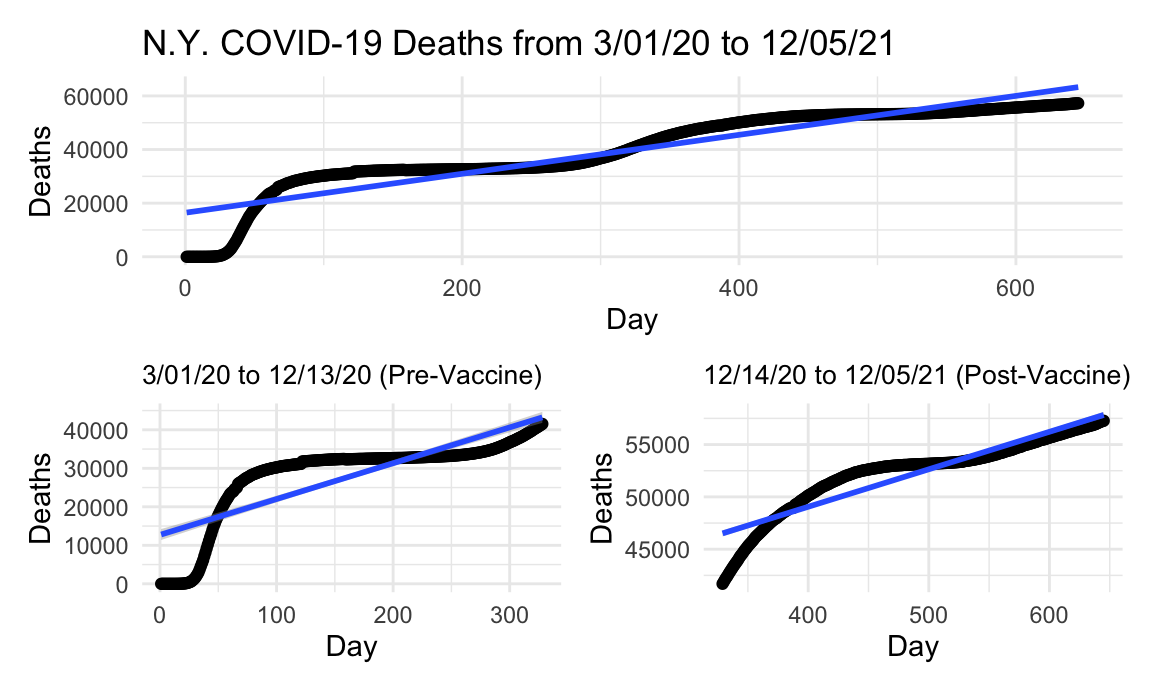 N.Y. COVID-19 Deaths from 3/01/20 to 12/05/21
60000
40000
20000
0
Deaths
0 200 400 600
Day
3/01/20 to 12/13/20 (Pre-Vaccine)
40000
30000
20000
10000
0
Deaths
0 100 200 300
Day
12/14/20 to 12/05/21 (Post-Vaccine)
55000
50000
45000
Deaths
400 500 600
Day